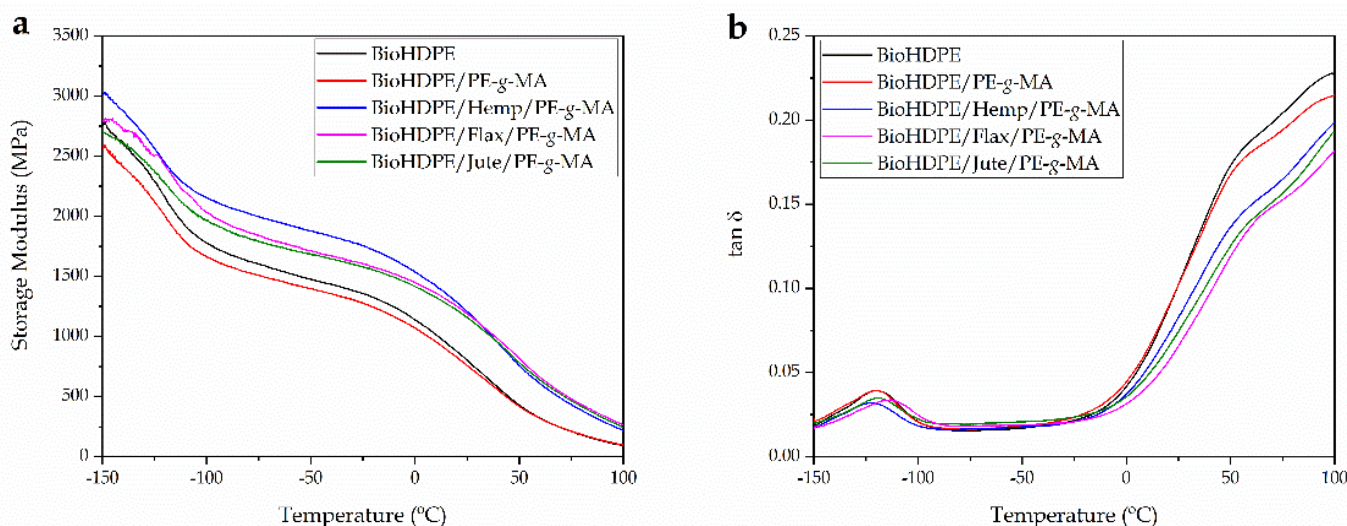 a
3500
3000
2500
2000
1500
1000
500
0
Storage Modulus (MPa)
BioHDPE
BioHDPE/PE-g-MA
BioHDPE/Hemp/PE-g-MA
BioHDPE/Flax/PE-g-MA
BioHDPE/Jute/PE-g-MA
-150 -100 -50 0 50 100
Temperature (ºC)
b
0.25
0.20
0.15
0.10
0.05
0.00
tan δ
BioHDPE
BioHDPE/PE-g-MA
BioHDPE/Hemp/PE-g-MA
BioHDPE/Flax/PE-g-MA
BioHDPE/Jute/PE-g-MA
-150 -100 -50 0 50 100
Temperature (ºC)